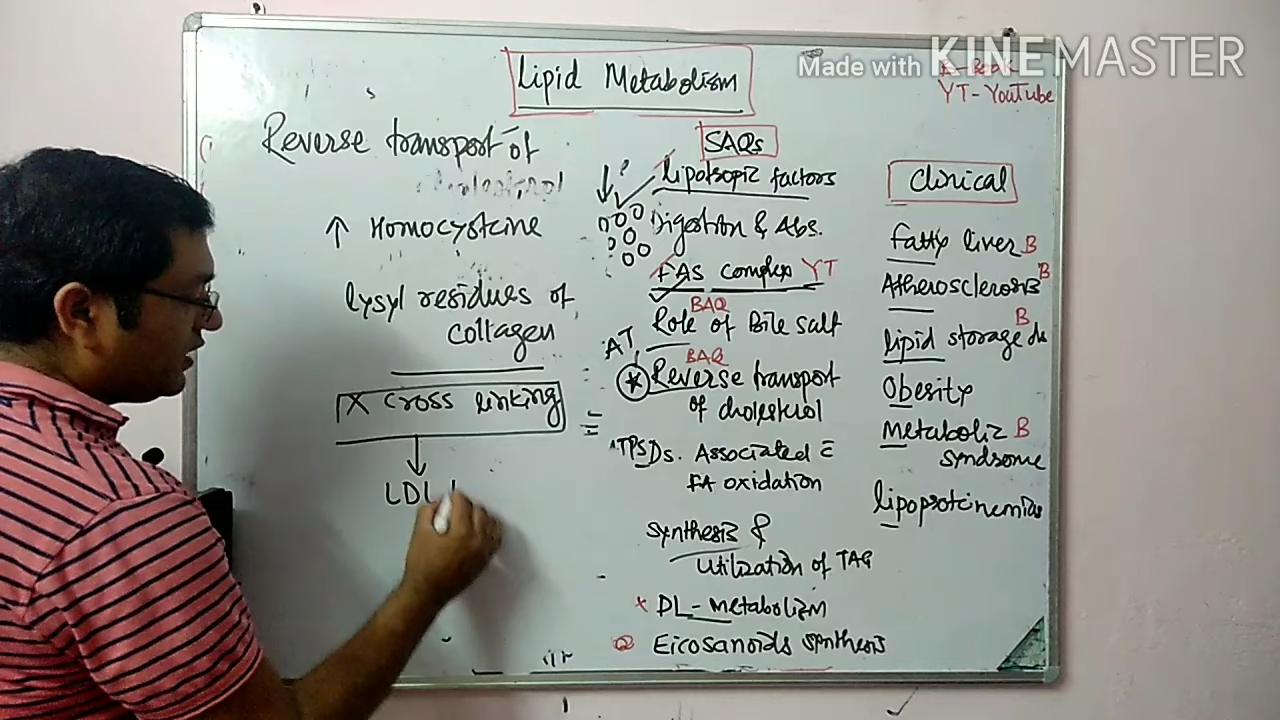 Made with KINEMASTER
Lipid Metabolism
YT-YouTube
Reverse transport of
cholestrol
↑ Homocysteine
lysyl residues of
collagen
X cross linking
LDL
SAQs
lipotropic factors
Digestion & Abs.
FAS complex YT
BAQ
Role of Bile salt
AT
BAQ
* Reverse transport
of cholesterol
Ds. Associated c̄
FA oxidation
synthesis &
utilization of TAG
x DL-metabolism
Eicosanoids synthesis
Clinical
fatty liver B
Atherosclerosis B
B
lipid storage ds
Obesity
Metabolic B
syndrome
lipoprotinemias